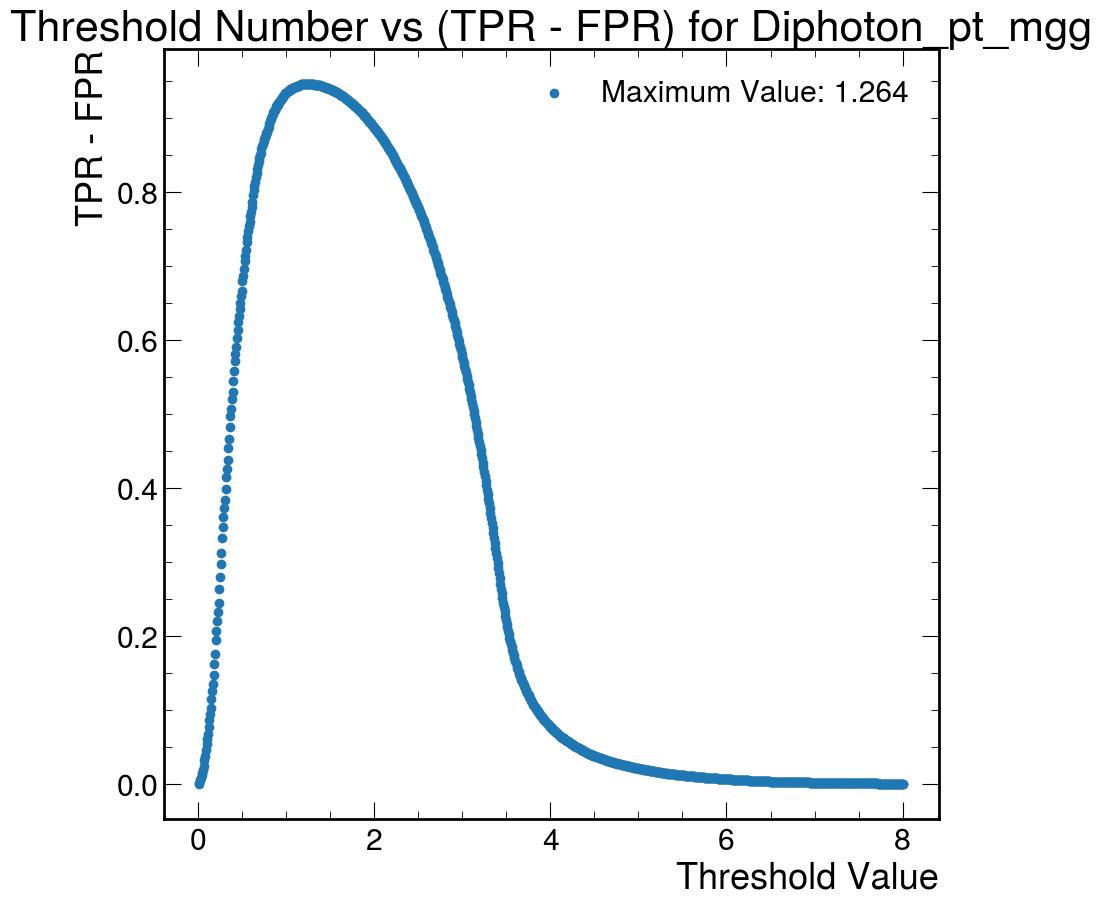 Threshold Number vs (TPR - FPR) for Diphoton_pt_mgg
TPR - FPR
Maximum Value: 1.264
0.8
0.6
0.4
0.2
0.0
0 2 4 6 8
Threshold Value